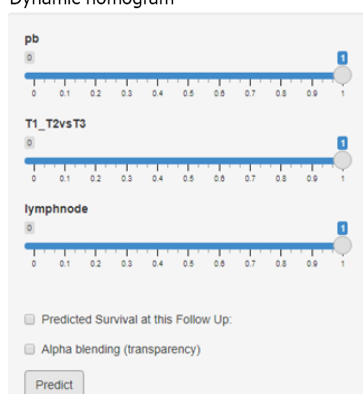 Dynamic nomogram
pb
0 1
0 0.1 0.2 0.3 0.4 0.5 0.6 0.7 0.8 0.9 1
T1_T2vsT3
0 1
0 0.1 0.2 0.3 0.4 0.5 0.6 0.7 0.8 0.9 1
lymphnode
0 1
0 0.1 0.2 0.3 0.4 0.5 0.6 0.7 0.8 0.9 1
Predicted Survival at this Follow Up:
Alpha blending (transparency)
Predict